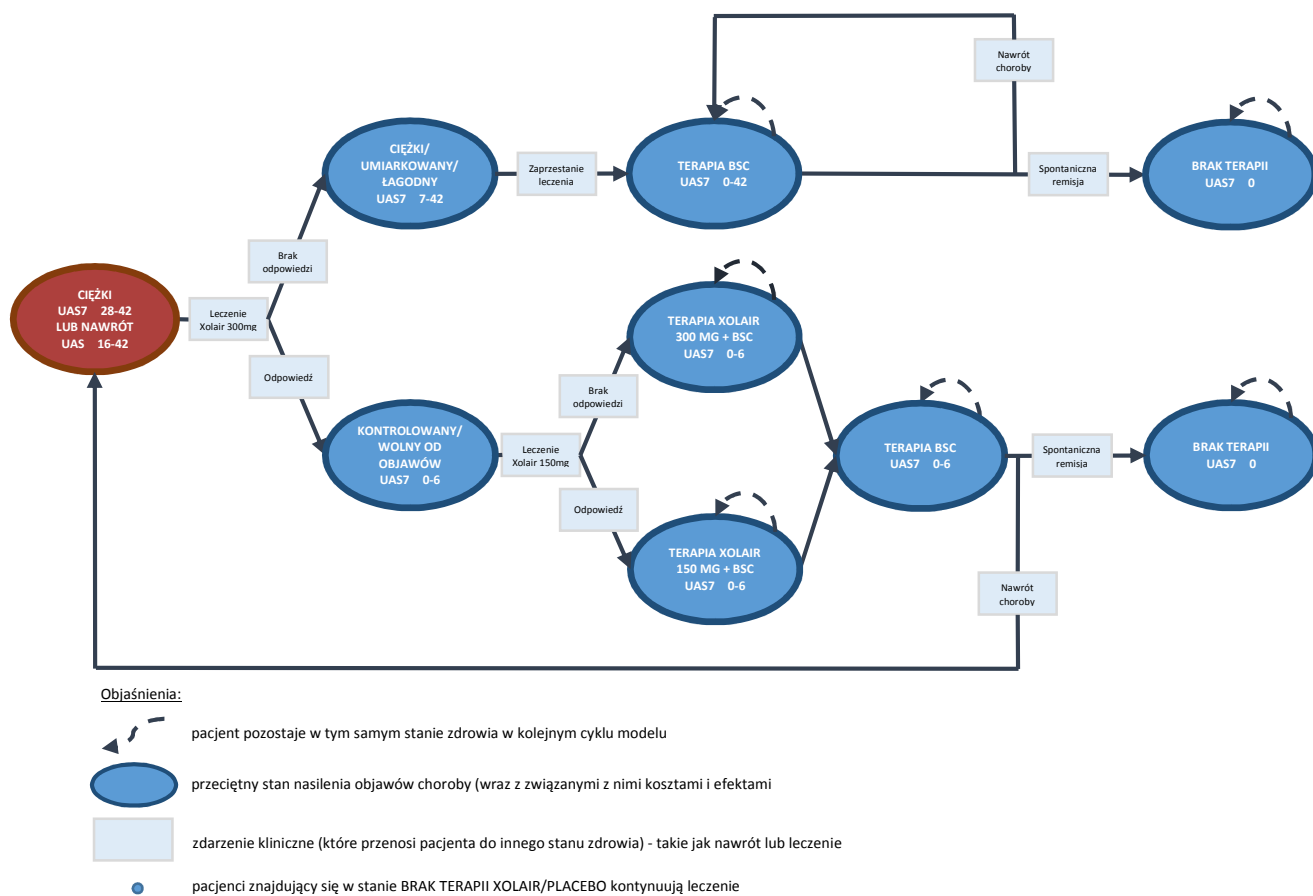 Nawrót
choroby
CIĘŻKI/
UMIARKOWANY/
ŁAGODNY
UAS7 7-42
Zaprzestanie
leczenia
TERAPIA BSC
UAS7 0-42
Spontaniczna
remisja
BRAK TERAPII
UAS7 0
Brak
odpowiedzi
CIĘŻKI
UAS7 28-42
LUB NAWRÓT
UAS 16-42
Leczenie
Xolair 300mg
Odpowiedź
TERAPIA XOLAIR
300 MG + BSC
UAS7 0-6
Brak
odpowiedzi
KONTROLOWANY/
WOLNY OD
OBJAWÓW
UAS7 0-6
Leczenie
Xolair 150mg
Odpowiedź
TERAPIA BSC
UAS7 0-6
Spontaniczna
remisja
BRAK TERAPII
UAS7 0
TERAPIA XOLAIR
150 MG + BSC
UAS7 0-6
Nawrót
choroby
Objaśnienia:
pacjent pozostaje w tym samym stanie zdrowia w kolejnym cyklu modelu
przeciętny stan nasilenia objawów choroby (wraz z związanymi z nimi kosztami i efektami
zdarzenie kliniczne (które przenosi pacjenta do innego stanu zdrowia) - takie jak nawrót lub leczenie
pacjenci znajdujący się w stanie BRAK TERAPII XOLAIR/PLACEBO kontynuują leczenie